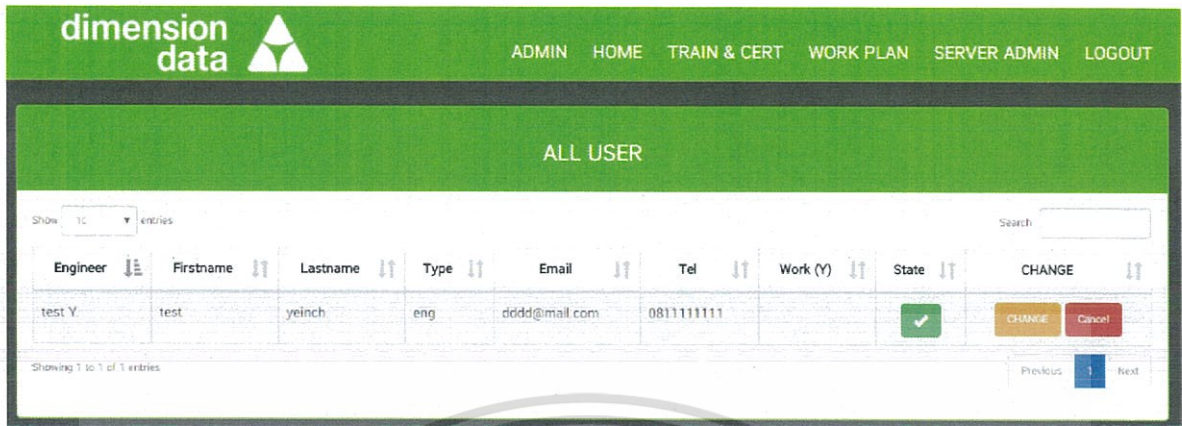 dimension
data
ADMIN HOME TRAIN & CERT WORK PLAN SERVER ADMIN LOGOUT
ALL USER
Show 10 entries
Search
Engineer Firstname Lastname Type Email Tel Work (Y) State CHANGE
test Y. test yeinch eng dddd@mail.com 0811111111 CHANGE Cancel
Showing 1 to 1 of 1 entries
Previous 1 Next